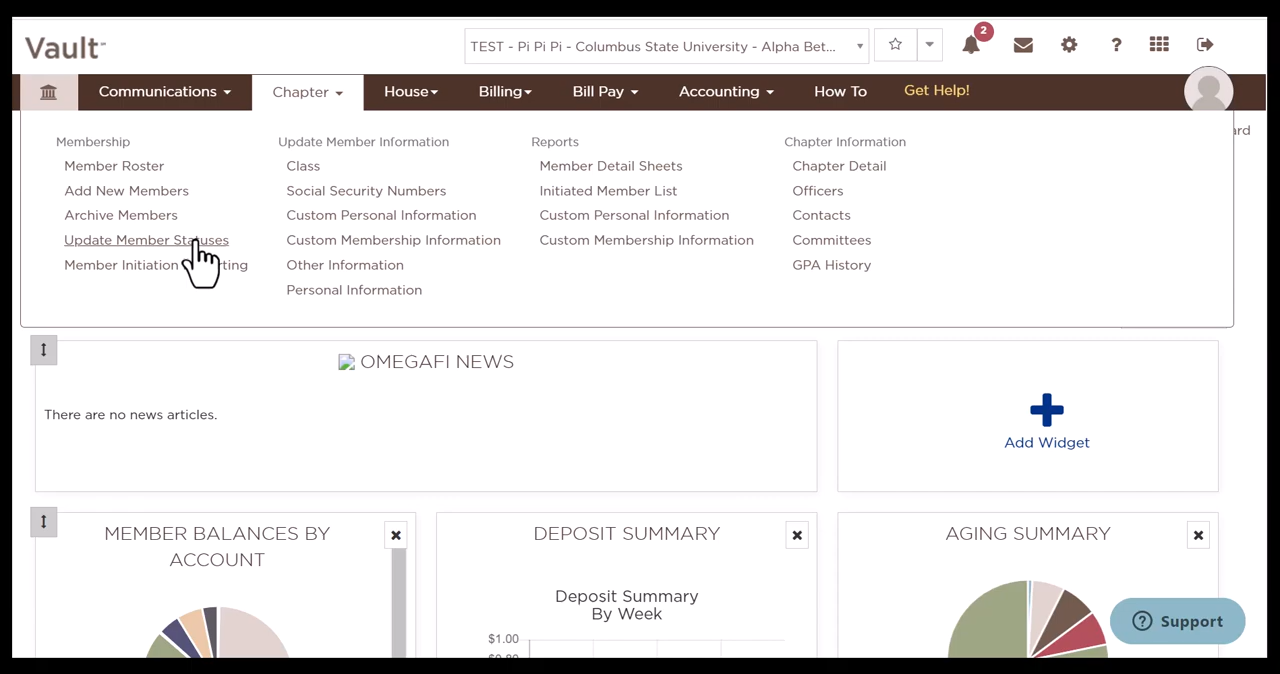 Vault
TEST - Pi Pi Pi - Columbus State University - Alpha Bet...
2
Communications
Chapter
House
Billing
Bill Pay
Accounting
How To
Get Help!
Membership
Member Roster
Add New Members
Archive Members
Update Member Statuses
Member Initiation
Update Member Information
Class
Social Security Numbers
Custom Personal Information
Custom Membership Information
Other Information
Personal Information
Reports
Member Detail Sheets
Initiated Member List
Custom Personal Information
Custom Membership Information
Chapter Information
Chapter Detail
Officers
Contacts
Committees
GPA History
OMEGAFI NEWS
There are no news articles.
Add Widget
MEMBER BALANCES BY
ACCOUNT
DEPOSIT SUMMARY
Deposit Summary
By Week
$1.00
AGING SUMMARY
Support